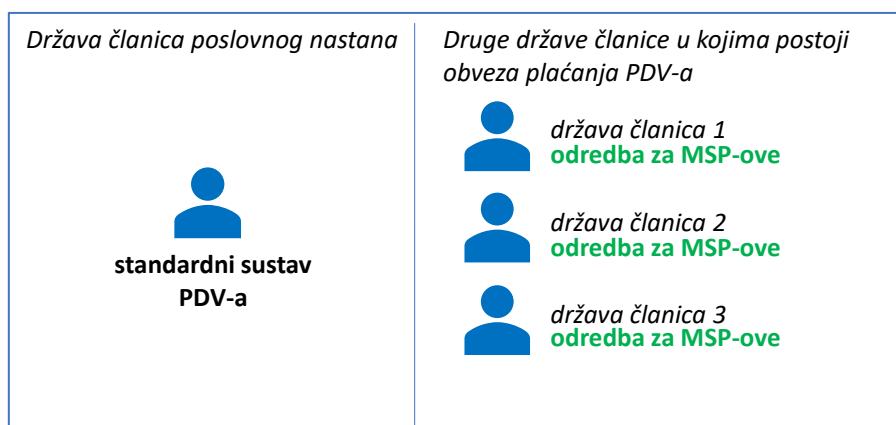 Država članica poslovnog nastana
standardni sustav
PDV-a
Druge države članice u kojima postoji
obveza plaćanja PDV-a
država članica 1
odredba za MSP-ove
država članica 2
odredba za MSP-ove
država članica 3
odredba za MSP-ove